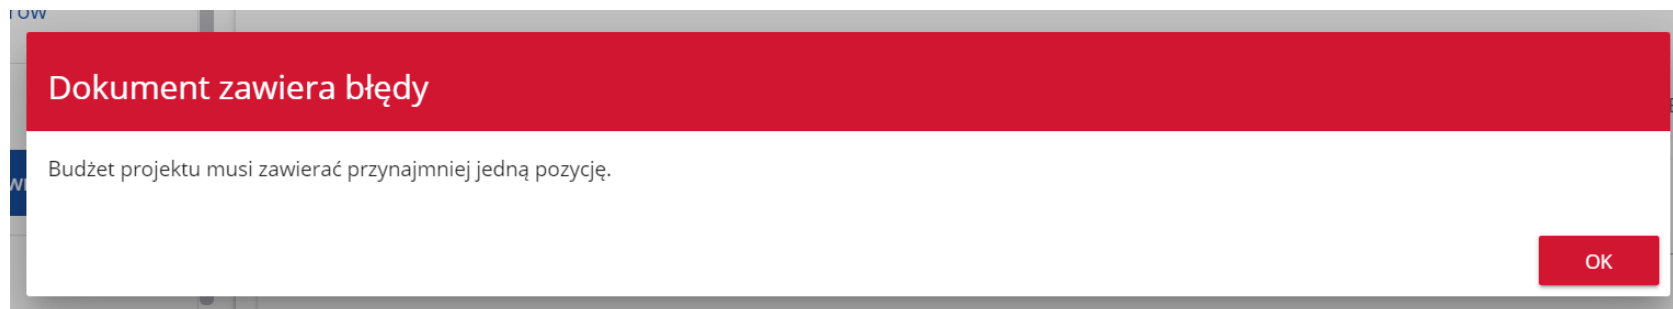 Dokument zawiera błędy
Budżet projektu musi zawierać przynajmniej jedną pozycję.
OK